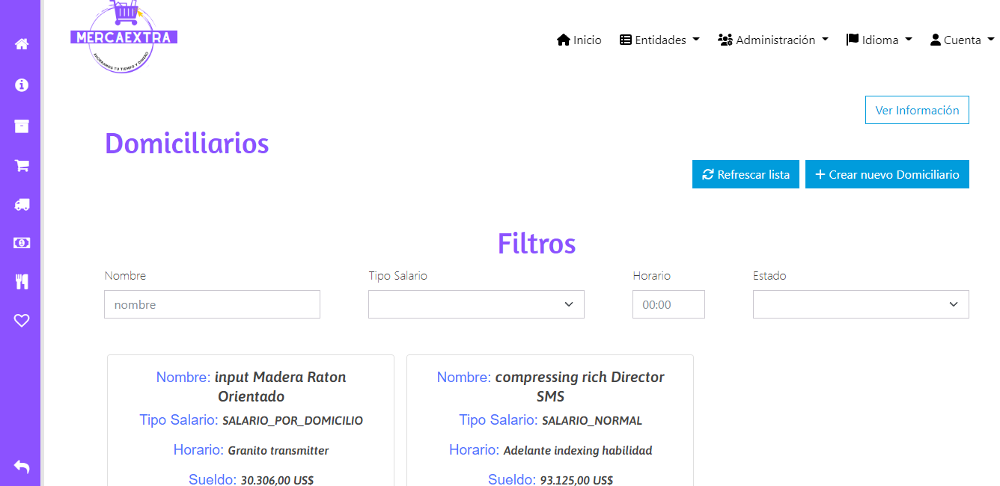 MERCAEXTRA
AHORRAMOS TU TIEMPO Y DINERO
Inicio
Entidades
Administración
Idioma
Cuenta
Ver Información
Domiciliarios
Refrescar lista
Crear nuevo Domiciliario
Filtros
Nombre
Tipo Salario
Horario
Estado
nombre
00:00
Nombre: input Madera Raton
Orientado
Tipo Salario: SALARIO_POR_DOMICILIO
Horario: Granito transmitter
Sueldo: 30.306,00 US$
Nombre: compressing rich Director
SMS
Tipo Salario: SALARIO_NORMAL
Horario: Adelante indexing habilidad
Sueldo: 93.125,00 US$